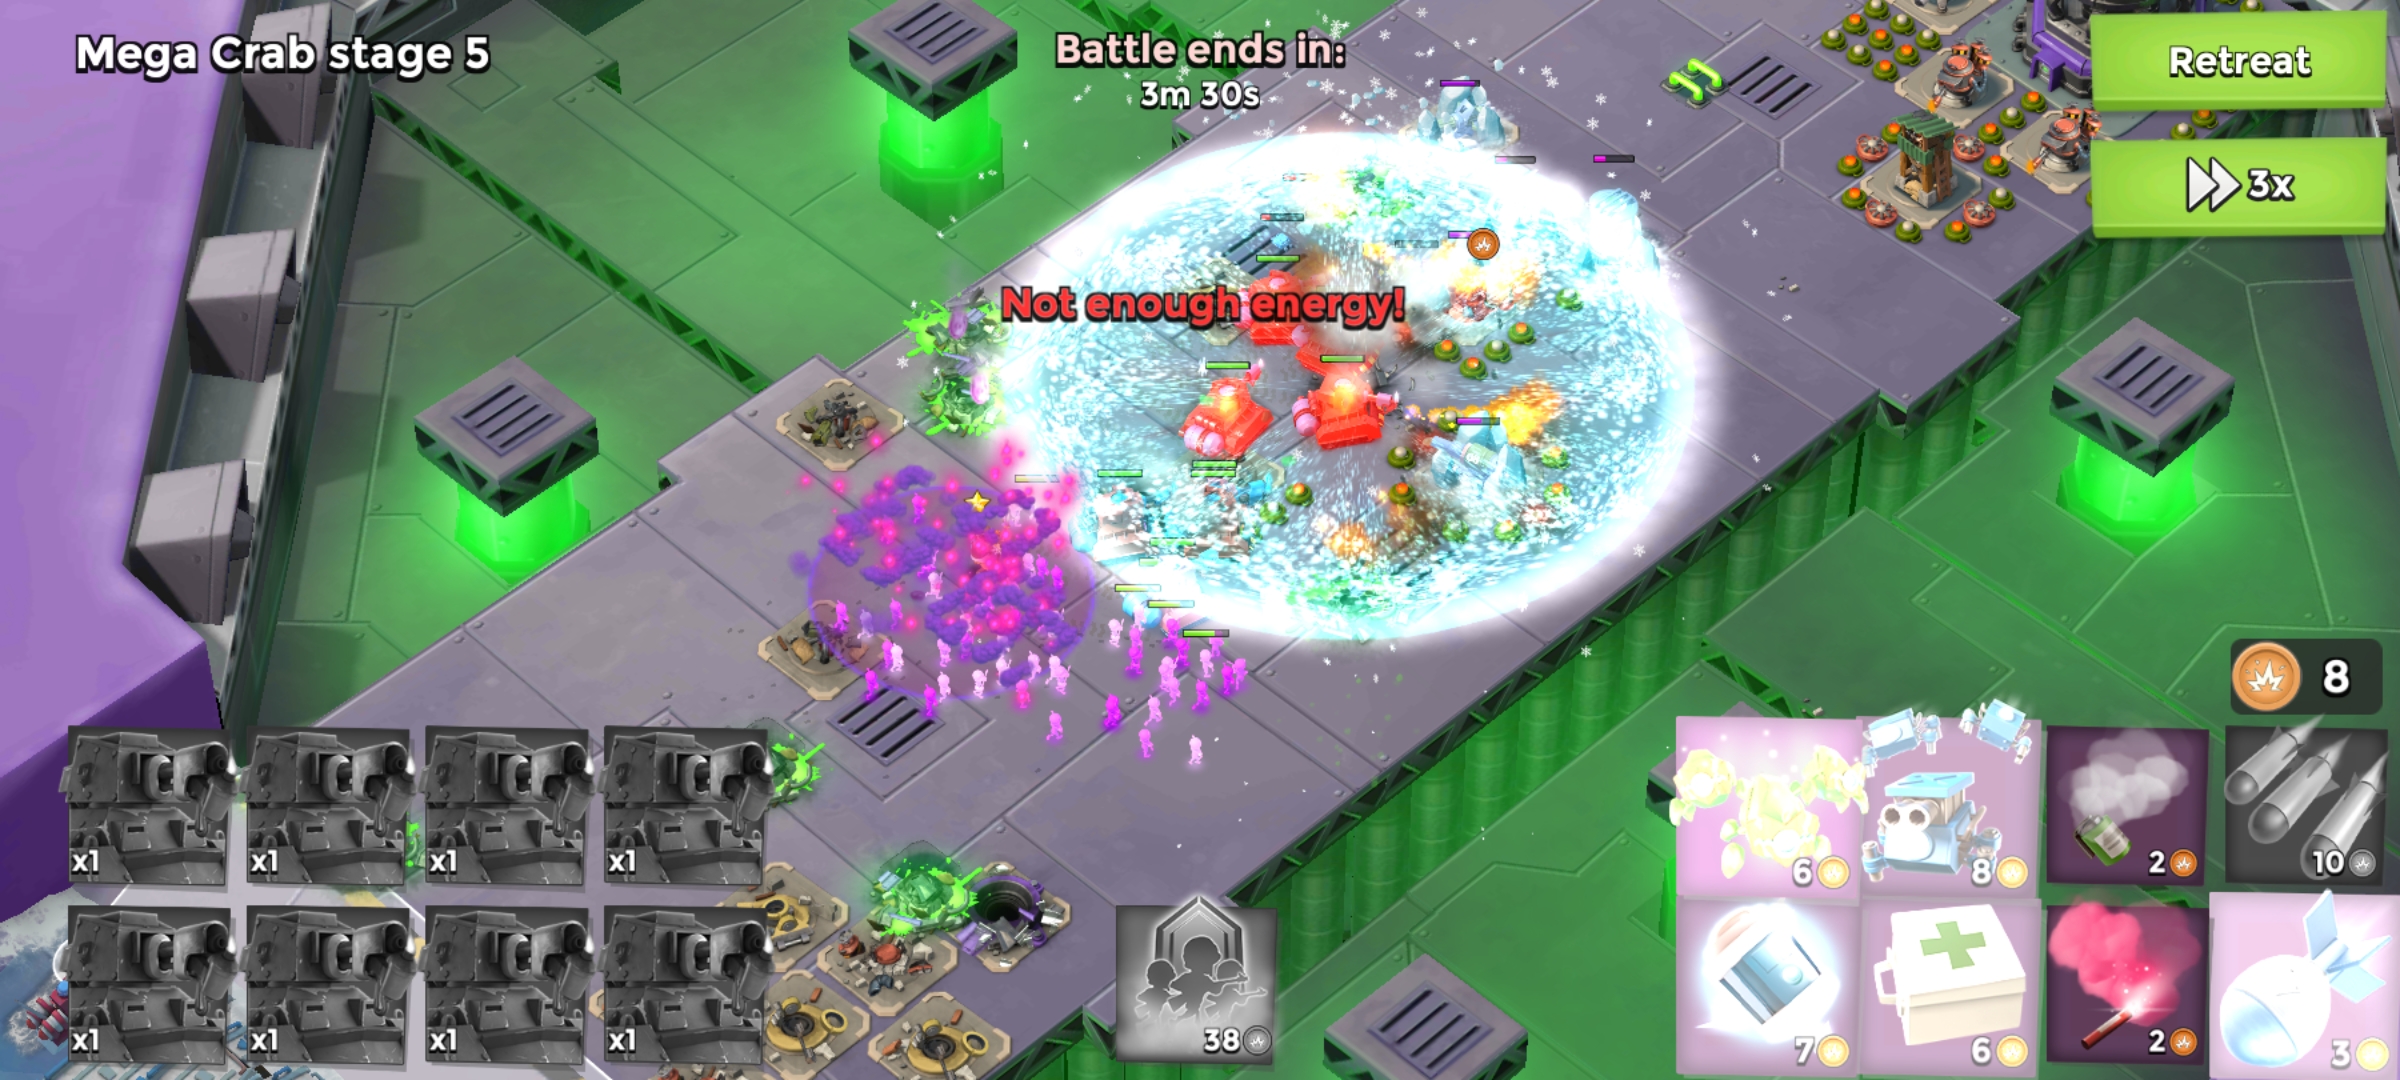 Mega Crab stage 5
Battle ends in:
3m 30s
Retreat
3x
Not enough energy!
8
x1
x1
x1
x1
6
8
2
10
x1
x1
x1
x1
38
7
6
2
3